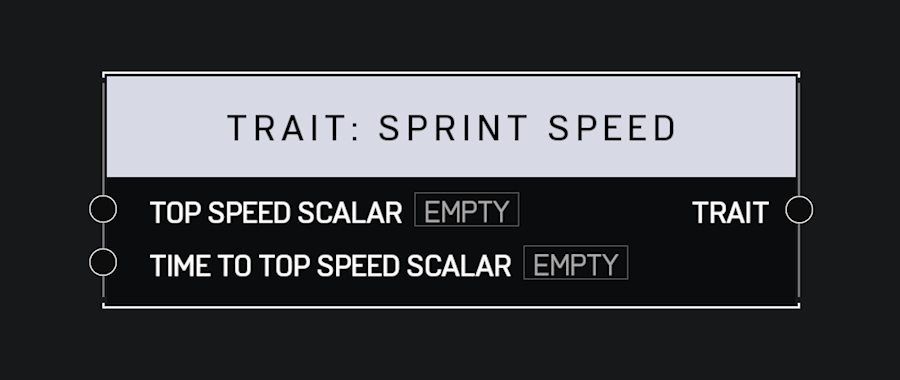 TRAIT: SPRINT SPEED
TOP SPEED SCALAR EMPTY TRAIT
TIME TO TOP SPEED SCALAR EMPTY